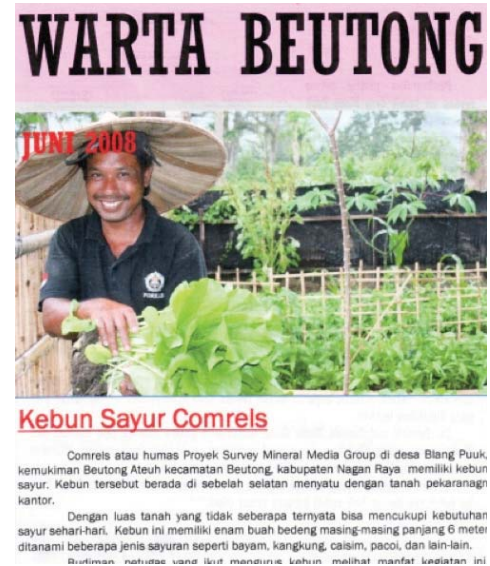 WARTA BEUTONG
JUNI 2008
Kebun Sayur Comrels
Comrels atau humas Proyek Survey Mineral Media Group di desa Blang Puuk,
kemukiman Beutong Ateuh kecamatan Beutong, kabupaten Nagan Raya memiliki kebun
sayur. Kebun tersebut berada di sebelah selatan menyatu dengan tanah pekaranagn
kantor.
Dengan luas tanah yang tidak seberapa ternyata bisa mencukupi kebutuhan
sayur sehari-hari. Kebun ini memiliki enam buah bedeng masing-masing panjang 6 meter
ditanami beberapa jenis sayuran seperti bayam, kangkung, caisim, pacoi, dan lain-lain.
Budiman, petugas yang ikut mengurus kebun, melihat manfat kegiatan ini